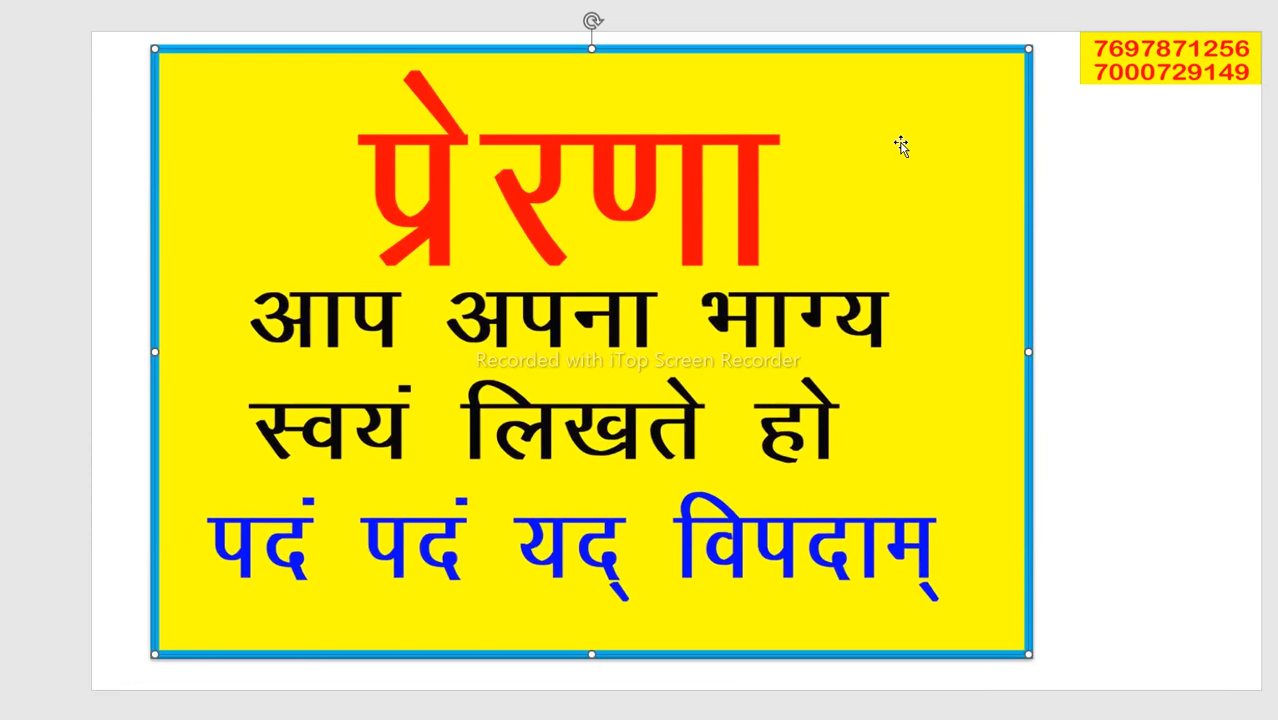 7697871256
7000729149
प्रेरणा
आप अपना भाग्य
Recorded with iTop Screen Recorder
स्वयं लिखते हो
पदं पदं यद् विपदाम्